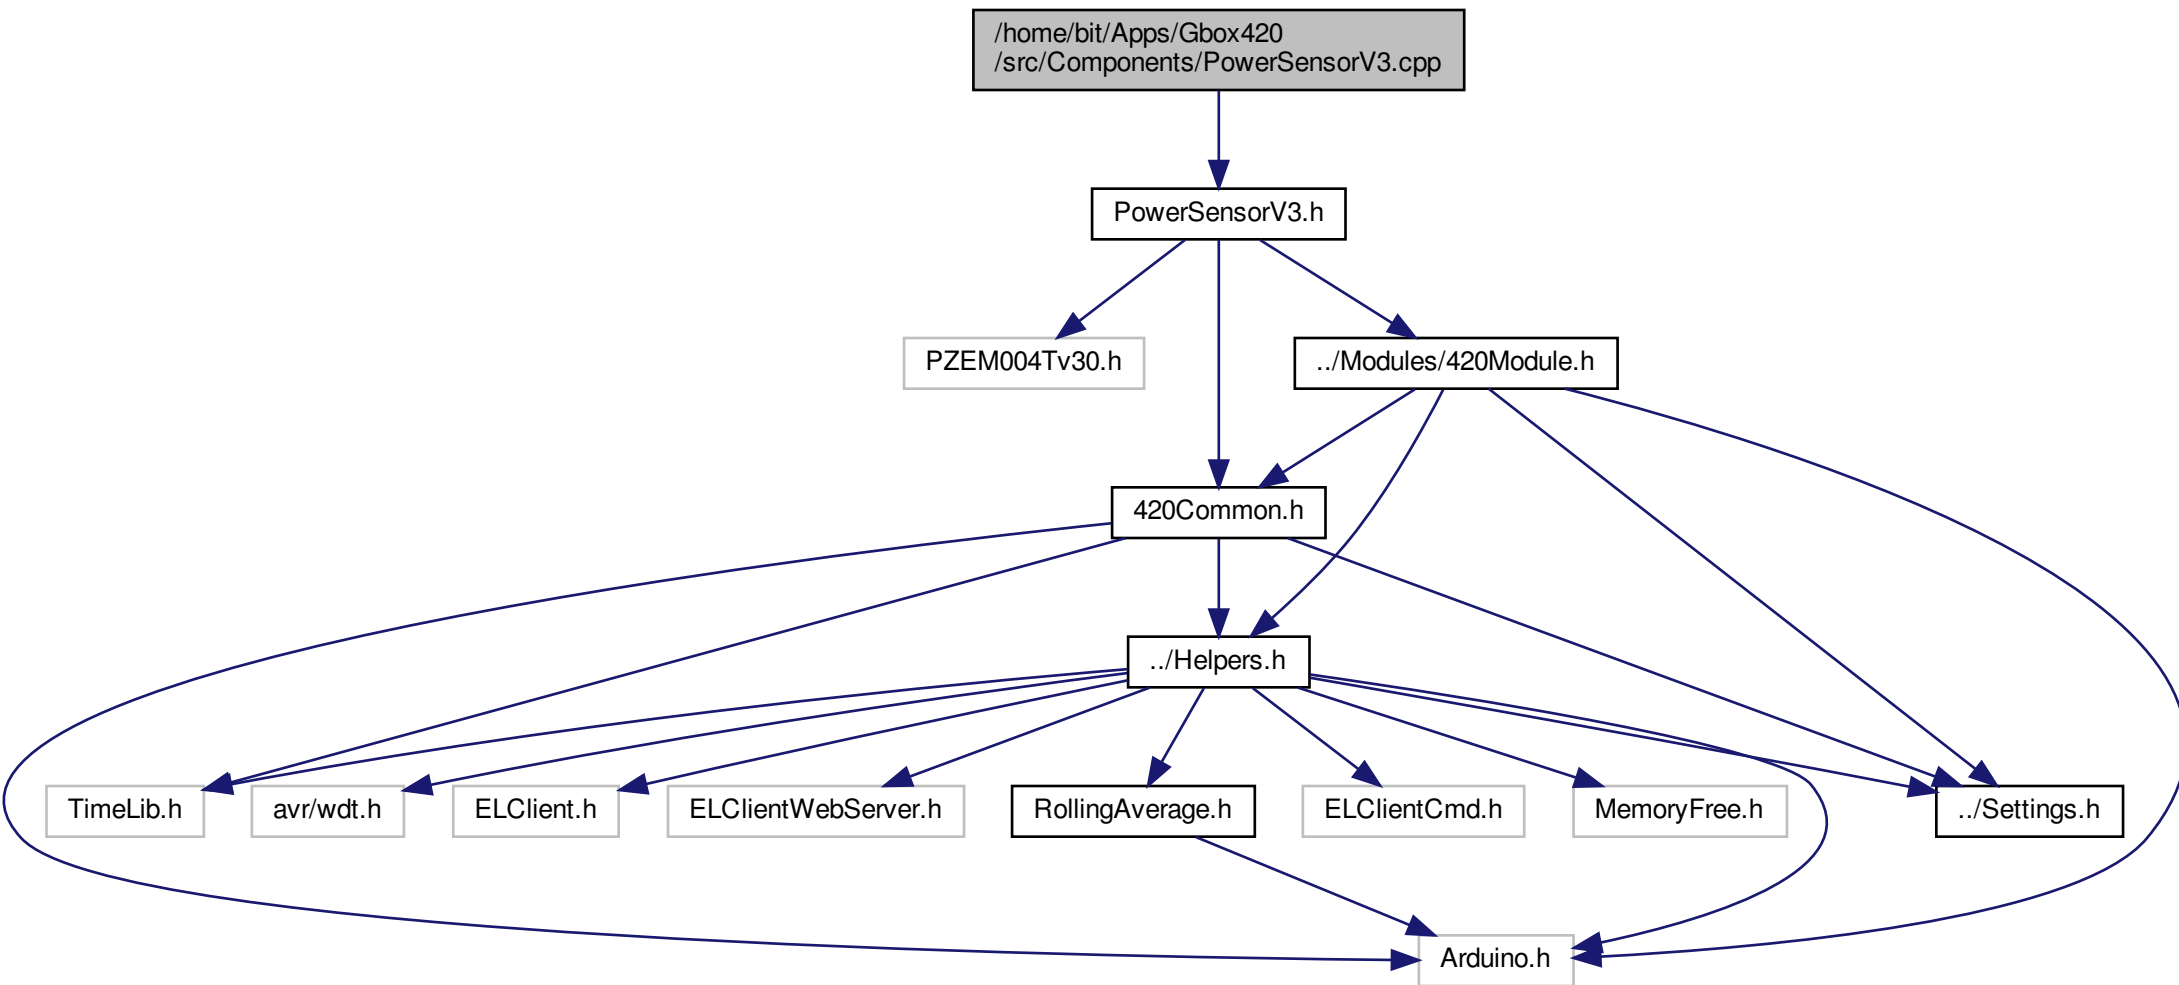 /home/bit/Apps/Gbox420
/src/Components/PowerSensorV3.cpp
PowerSensorV3.h
PZEM004Tv30.h
../Modules/420Module.h
420Common.h
../Helpers.h
TimeLib.h
avr/wdt.h
ELClient.h
ELClientWebServer.h
RollingAverage.h
ELClientCmd.h
MemoryFree.h
../Settings.h
Arduino.h